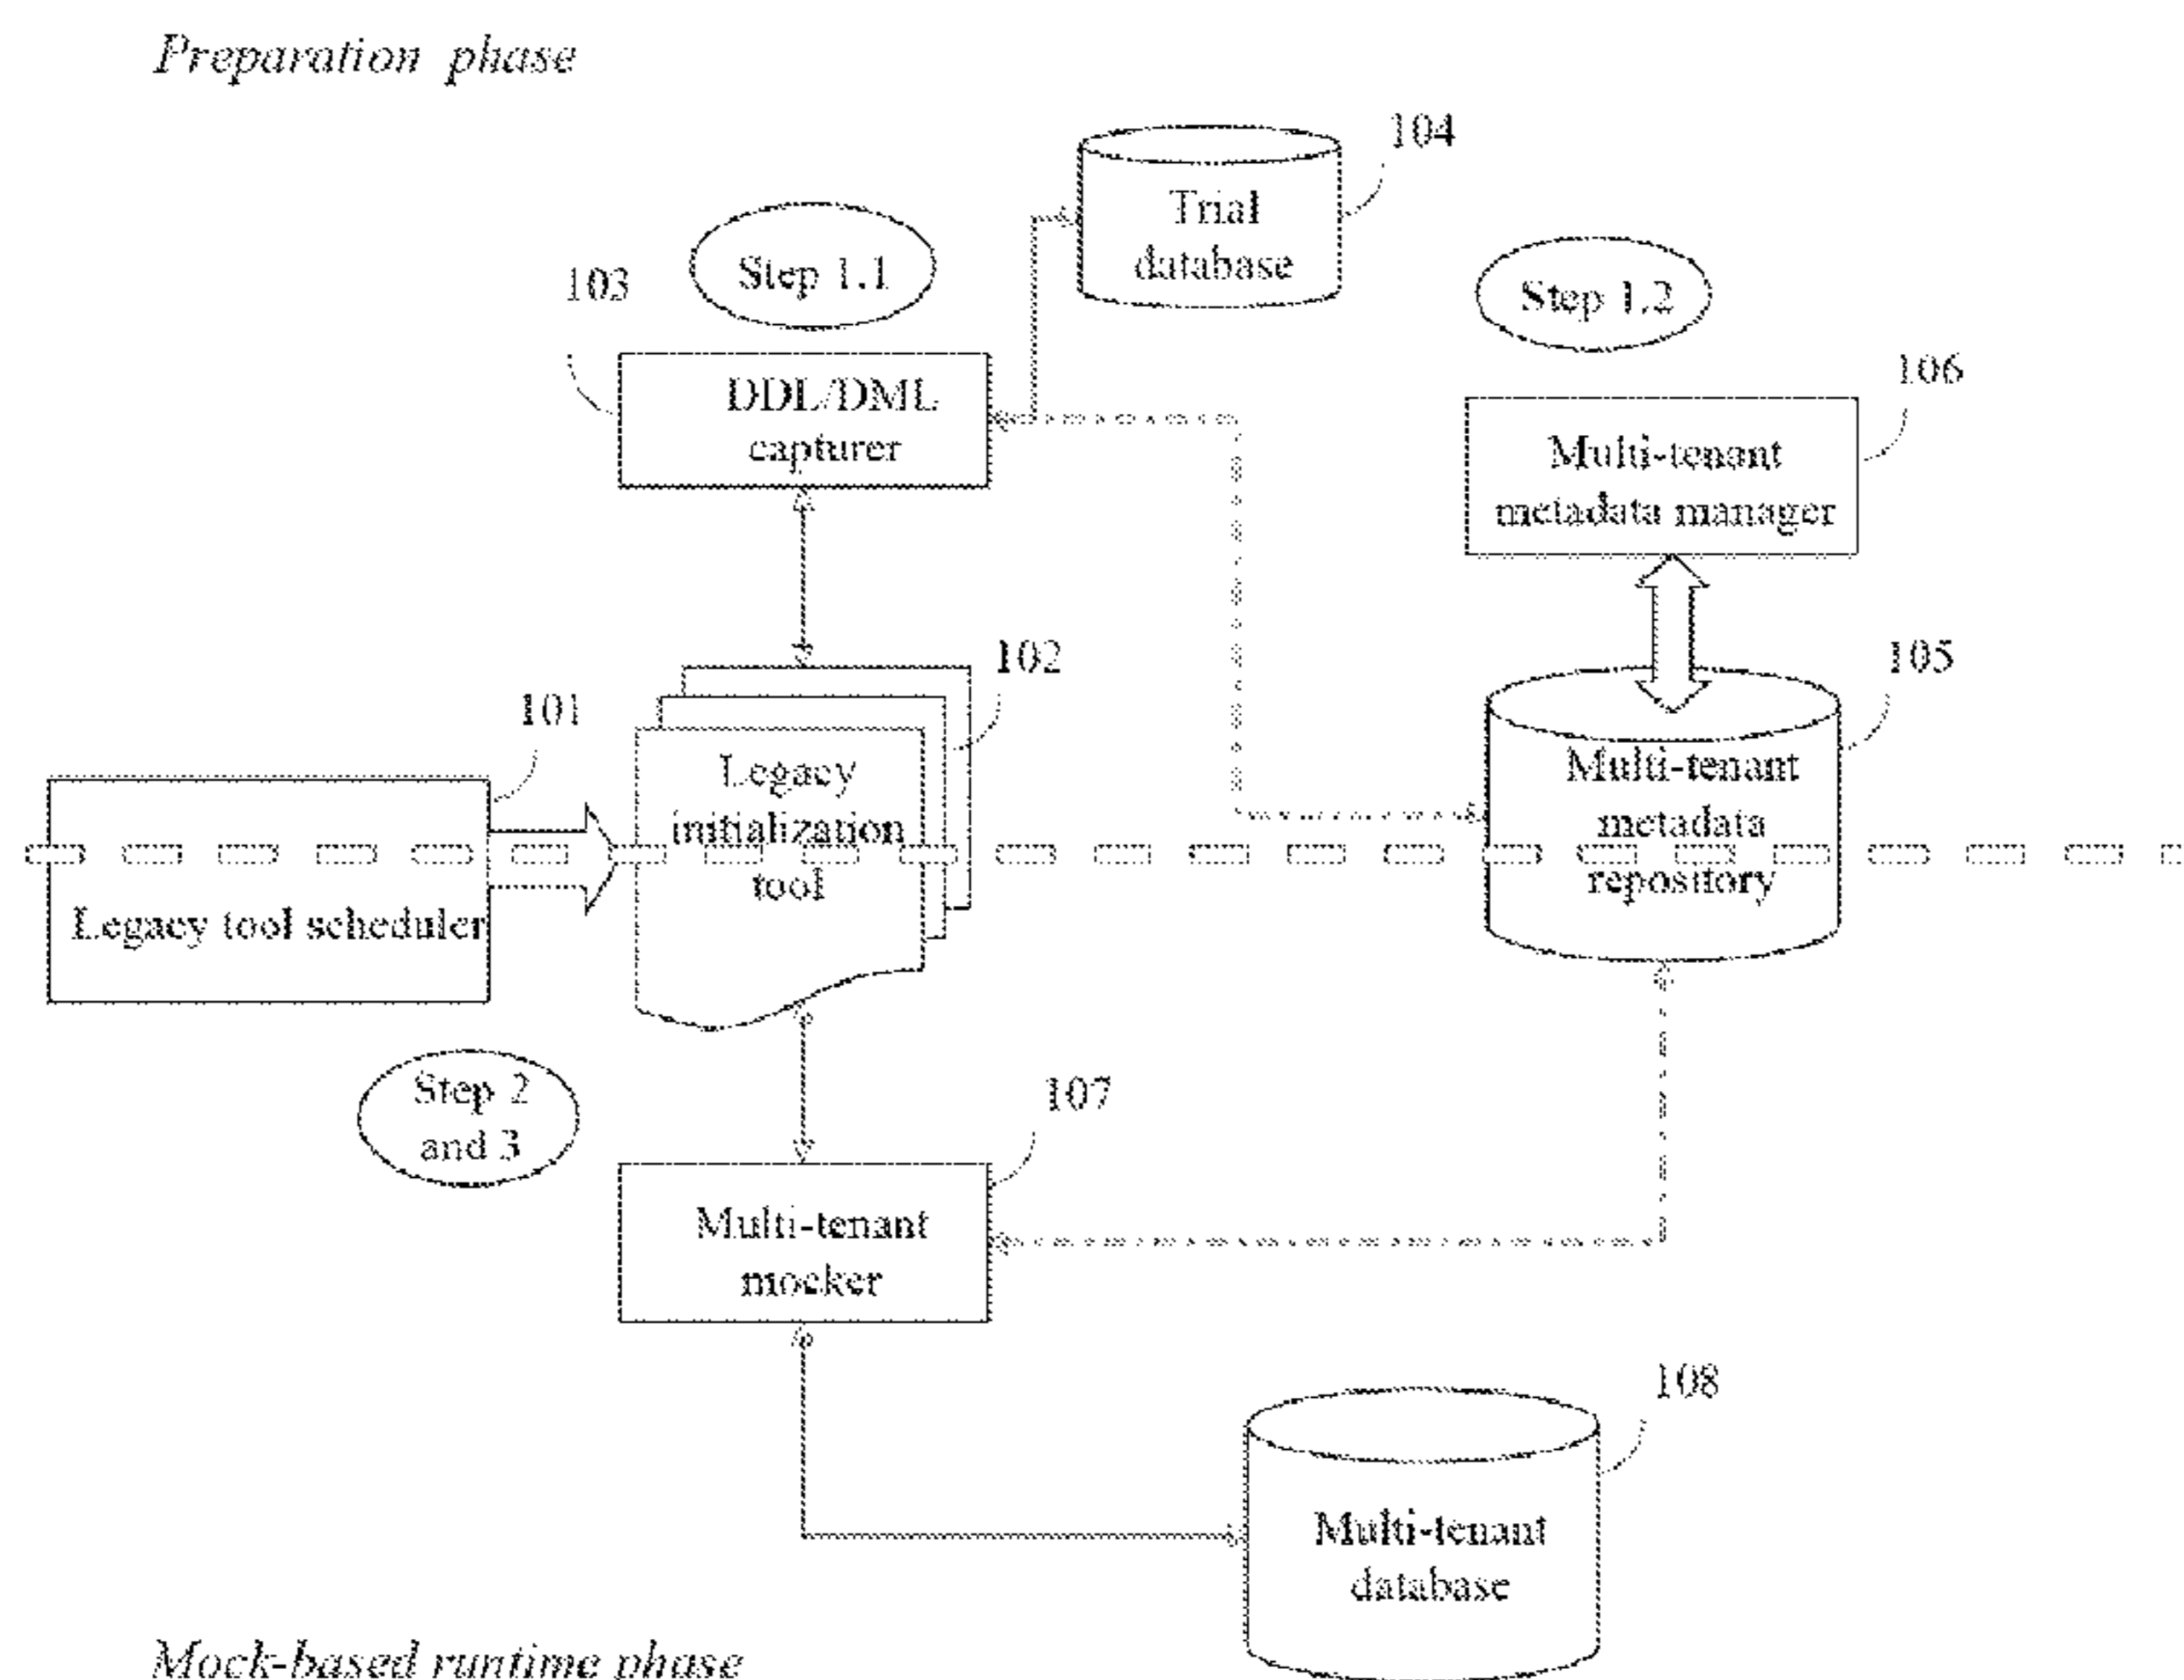 Preparation phase
104
Trial
database
Step 1.1
103
Step 1.2
DDL/DML
capturer
106
Multi-tenant
metadata manager
102
105
101
Legacy
initialization
tool
Multi-tenant
metadata
repository
Legacy tool scheduler
Step 2
and 3
107
Multi-tenant
mocker
108
Multi-tenant
database
Mock-based runtime phase